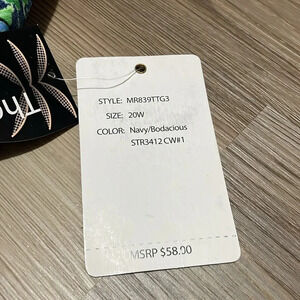 STYLE: MR839TTG3
SIZE: 20W
COLOR: Navy/Bodacious
STR3412 CW#1
MSRP $58.00